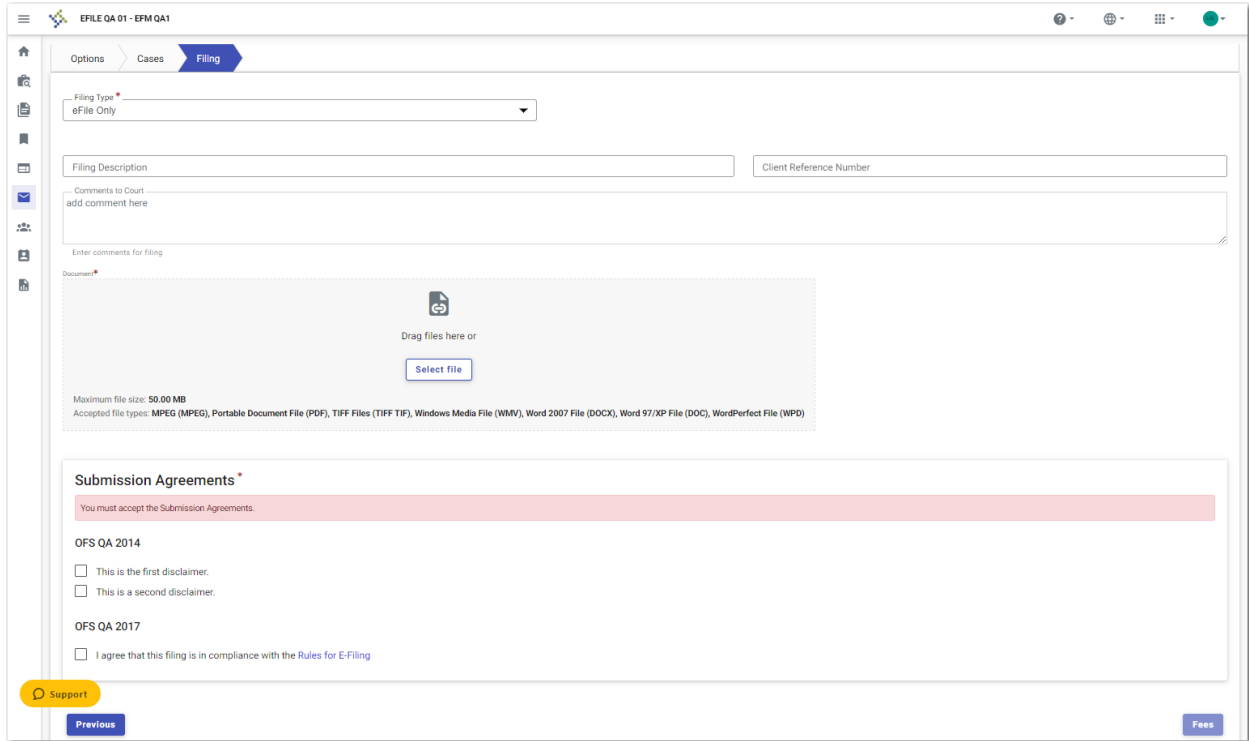 EFILE QA 01 - EFM QA1
Options
Cases
Filing
Filing Type *
eFile Only
Filing Description
Client Reference Number
Comments to Court
add comment here
Enter comments for filing
Document*
Drag files here or
Select file
Maximum file size: 50.00 MB
Accepted file types: MPEG (MPEG), Portable Document File (PDF), TIFF Files (TIFF TIF), Windows Media File (WMV), Word 2007 File (DOCX), Word 97/XP File (DOC), WordPerfect File (WPD)
Submission Agreements *
You must accept the Submission Agreements.
OFS QA 2014
This is the first disclaimer.
This is a second disclaimer.
OFS QA 2017
I agree that this filing is in compliance with the Rules for E-Filing
Support
Previous
Fees